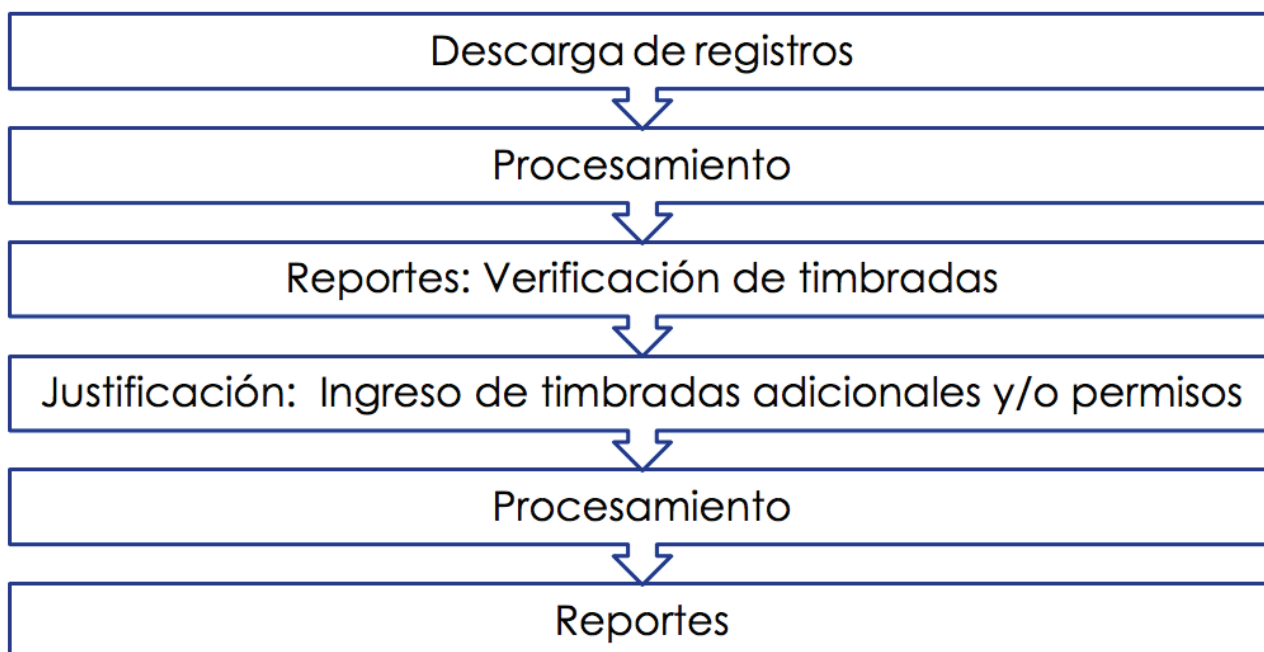 Descarga de registros
Procesamiento
Reportes: Verificación de timbradas
Justificación: Ingreso de timbradas adicionales y/o permisos
Procesamiento
Reportes